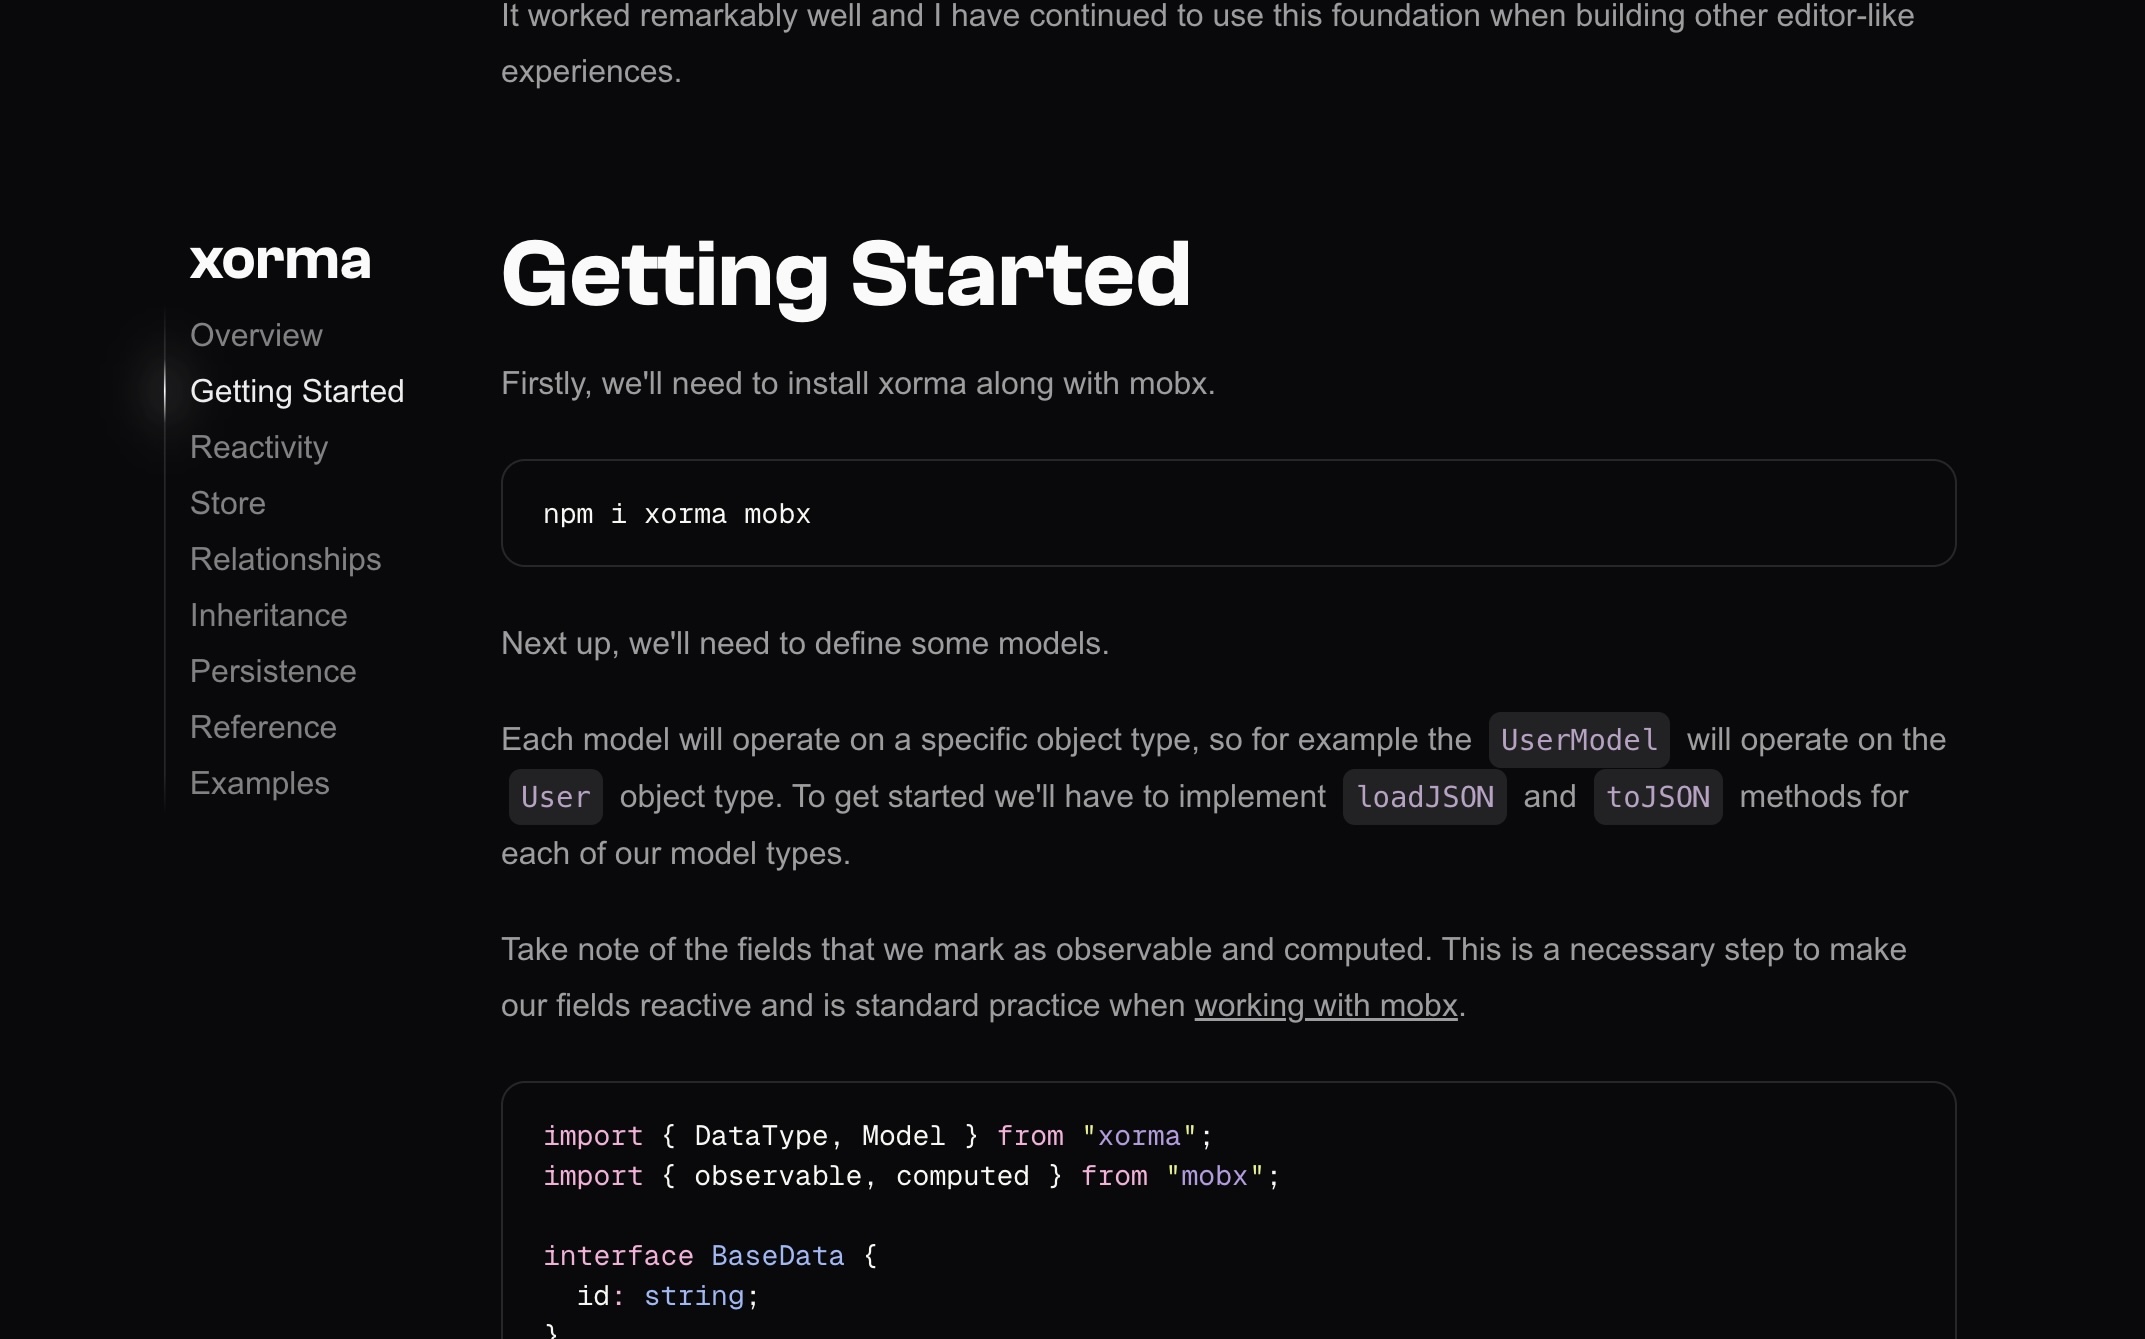 It worked remarkably well and I have continued to use this foundation when building other editor-like
experiences.
xorma
Overview
Getting Started
Reactivity
Store
Relationships
Inheritance
Persistence
Reference
Examples
Getting Started
Firstly, we'll need to install xorma along with mobx.
npm i xorma mobx
Next up, we'll need to define some models.
Each model will operate on a specific object type, so for example the UserModel will operate on the
User object type. To get started we'll have to implement loadJSON and toJSON methods for
each of our model types.
Take note of the fields that we mark as observable and computed. This is a necessary step to make
our fields reactive and is standard practice when working with mobx.
import { DataType, Model } from "xorma";
import { observable, computed } from "mobx";
interface BaseData {
  id: string;
}